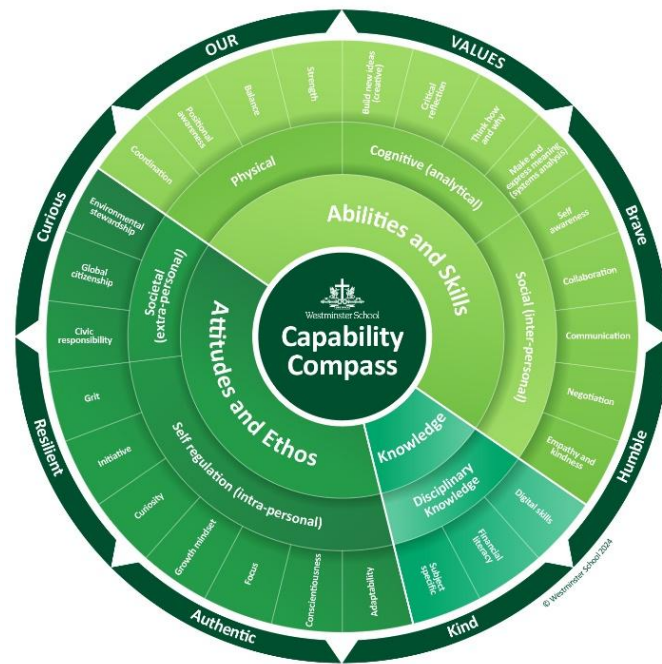 OUR
VALUES
Brave
Humble
Kind
Authentic
Resilient
Curious
Westminster School
Capability
Compass
Abilities and Skills
Physical
Coordination
Positional
awareness
Balance
Strength
Cognitive (analytical)
Build new ideas
(creative)
Critical
reflection
Think how
and why
Make and
express meaning
(systems analysis)
Social (inter-personal)
Self
awareness
Collaboration
Communication
Negotiation
Empathy and
kindness
Knowledge
Disciplinary
Knowledge
Digital skills
Financial
literacy
Subject
specific
Attitudes and Ethos
Self regulation (intra-personal)
Adaptability
Conscientiousness
Focus
Growth mindset
Curiosity
Initiative
Grit
Societal
(extra-personal)
Civic
responsibility
Global
citizenship
Environmental
stewardship
© Westminster School 2024